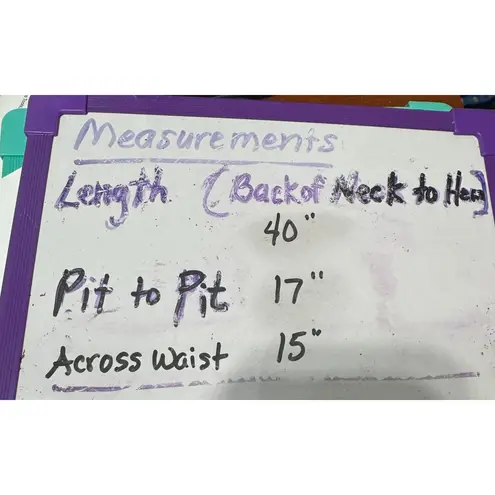 Measurements
Length (Back of Neck to Hem)
40"
Pit to Pit 17"
Across Waist 15"